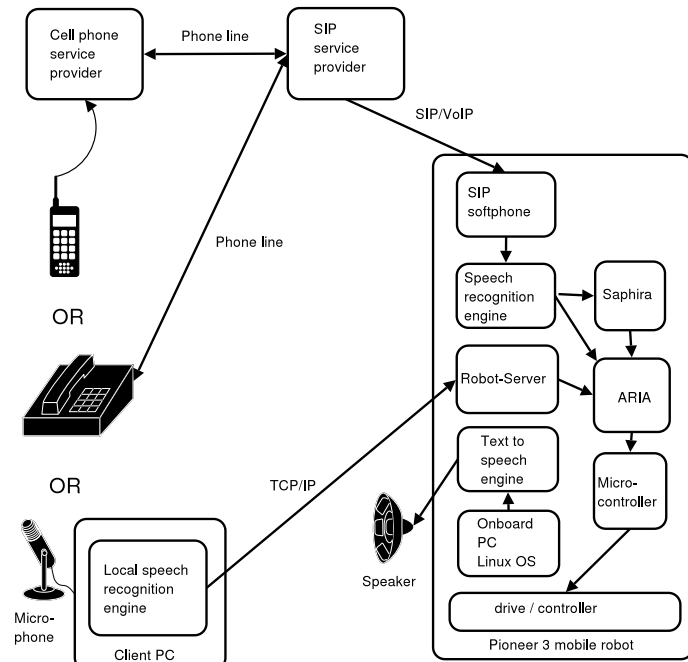 Cell phone
service
provider
Phone line
SIP
service
provider
SIP/VoIP
Phone line
OR
OR
SIP
softphone
Speech
recognition
engine
Saphira
Robot-Server
ARIA
Text to
speech
engine
Micro-
controller
TCP/IP
Onboard
PC
Linux OS
Speaker
Micro-
phone
Local speech
recognition
engine
Client PC
drive / controller
Pioneer 3 mobile robot